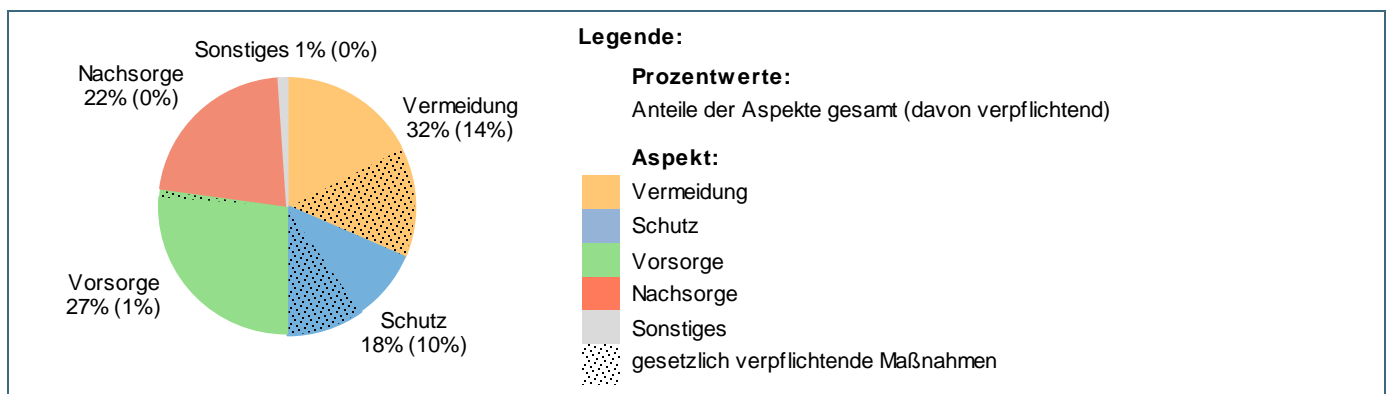 Sonstiges 1% (0%)
Nachsorge
22% (0%)
Vermeidung
32% (14%)
Vorsorge
27% (1%)
Schutz
18% (10%)
Legende:
Prozentwerte:
Anteile der Aspekte gesamt (davon verpflichtend)
Aspekt:
Vermeidung
Schutz
Vorsorge
Nachsorge
Sonstiges
gesetzlich verpflichtende Maßnahmen